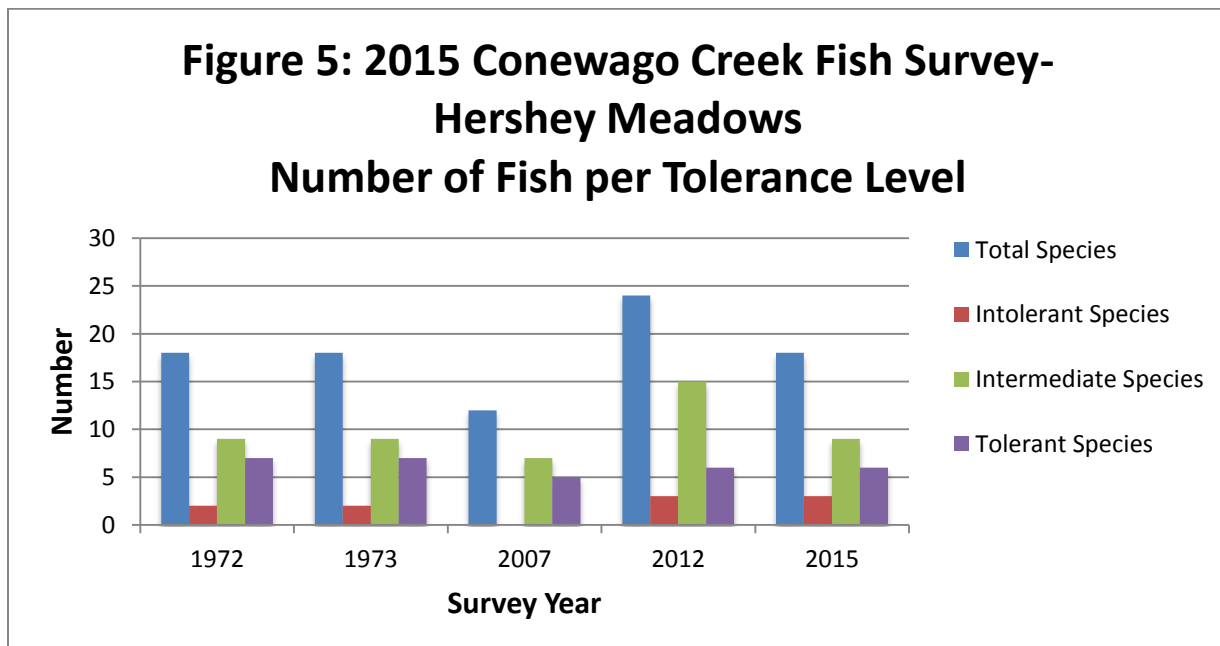 Figure 5: 2015 Conewago Creek Fish Survey-
Hershey Meadows
Number of Fish per Tolerance Level
30
25
20
15
10
5
0
Number
1972
1973
2007
2012
2015
Survey Year
Total Species
Intolerant Species
Intermediate Species
Tolerant Species